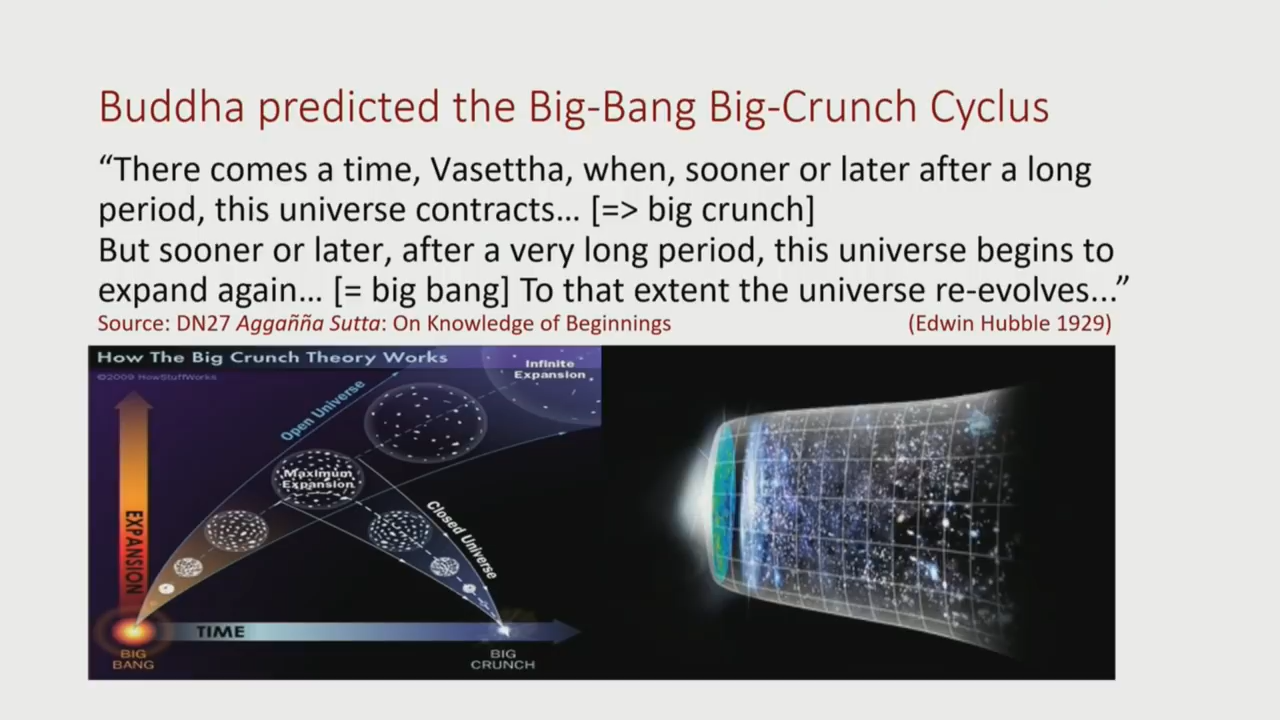 Buddha predicted the Big-Bang Big-Crunch Cyclus
“There comes a time, Vasettha, when, sooner or later after a long
period, this universe contracts… [=> big crunch]
But sooner or later, after a very long period, this universe begins to
expand again… [= big bang] To that extent the universe re-evolves...”
Source: DN27 Aggañña Sutta: On Knowledge of Beginnings (Edwin Hubble 1929)
How The Big Crunch Theory Works
©2009 HowStuffWorks
Infinite
Expansion
Open Universe
Maximum
Expansion
Closed Universe
EXPANSION
TIME
BIG
BANG
BIG
CRUNCH